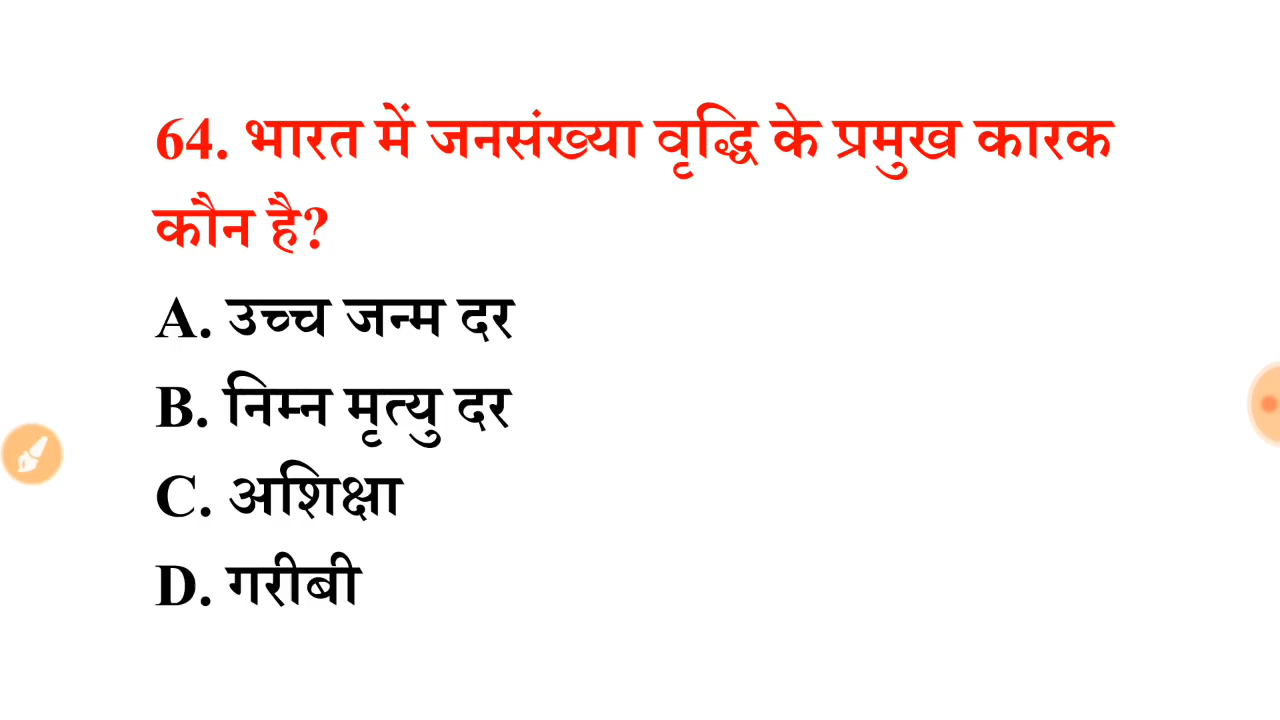 64. भारत में जनसंख्या वृद्धि के प्रमुख कारक
कौन है?
A. उच्च जन्म दर
B. निम्न मृत्यु दर
C. अशिक्षा
D. गरीबी